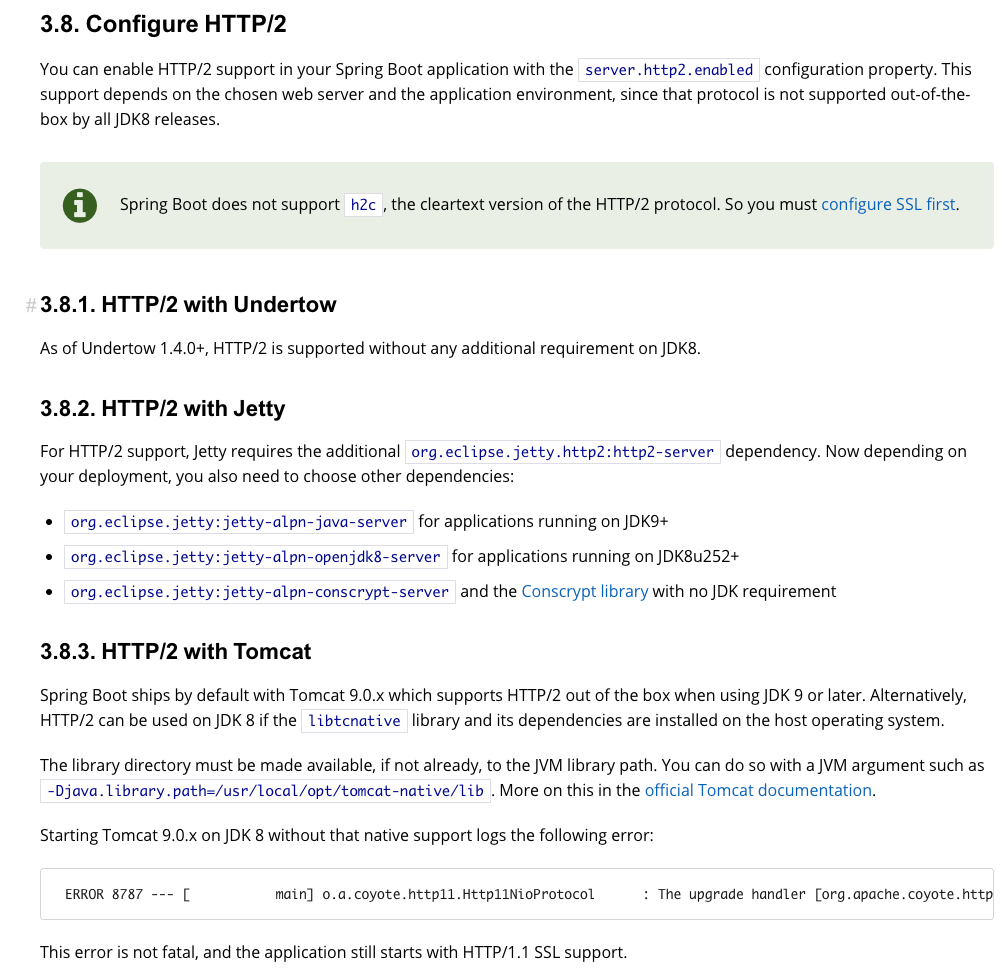 3.8. Configure HTTP/2
You can enable HTTP/2 support in your Spring Boot application with the server.http2.enabled configuration property. This
support depends on the chosen web server and the application environment, since that protocol is not supported out-of-the-
box by all JDK8 releases.
Spring Boot does not support h2c, the cleartext version of the HTTP/2 protocol. So you must configure SSL first.
#3.8.1. HTTP/2 with Undertow
As of Undertow 1.4.0+, HTTP/2 is supported without any additional requirement on JDK8.
3.8.2. HTTP/2 with Jetty
For HTTP/2 support, Jetty requires the additional org.eclipse.jetty.http2:http2-server dependency. Now depending on
your deployment, you also need to choose other dependencies:
• org.eclipse.jetty:jetty-alpn-java-server for applications running on JDK9+
• org.eclipse.jetty:jetty-alpn-openjdk8-server for applications running on JDK8u252+
• org.eclipse.jetty:jetty-alpn-conscrypt-server and the Conscrypt library with no JDK requirement
3.8.3. HTTP/2 with Tomcat
Spring Boot ships by default with Tomcat 9.0.x which supports HTTP/2 out of the box when using JDK 9 or later. Alternatively,
HTTP/2 can be used on JDK 8 if the libtcnative library and its dependencies are installed on the host operating system.
The library directory must be made available, if not already, to the JVM library path. You can do so with a JVM argument such as
-Djava.library.path=/usr/local/opt/tomcat-native/lib. More on this in the official Tomcat documentation.
Starting Tomcat 9.0.x on JDK 8 without that native support logs the following error:
ERROR 8787 --- [           main] o.a.coyote.http11.Http11NioProtocol      : The upgrade handler [org.apache.coyote.http
This error is not fatal, and the application still starts with HTTP/1.1 SSL support.